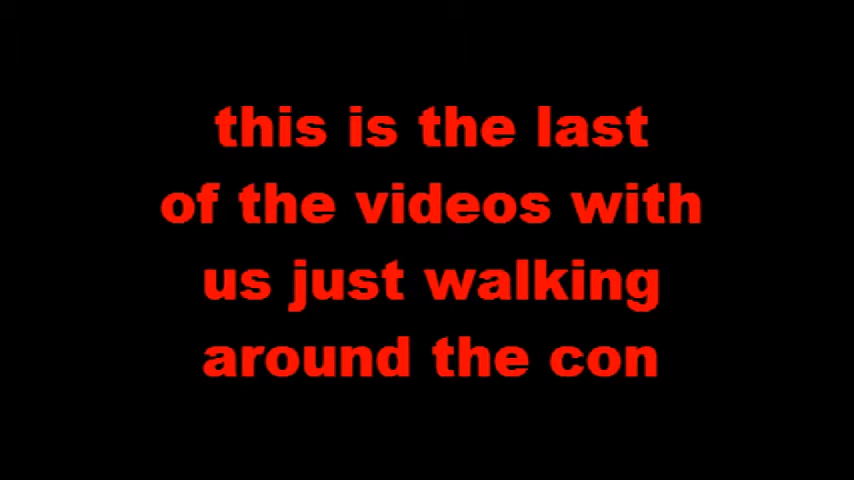 this is the last
of the videos with
us just walking
around the con